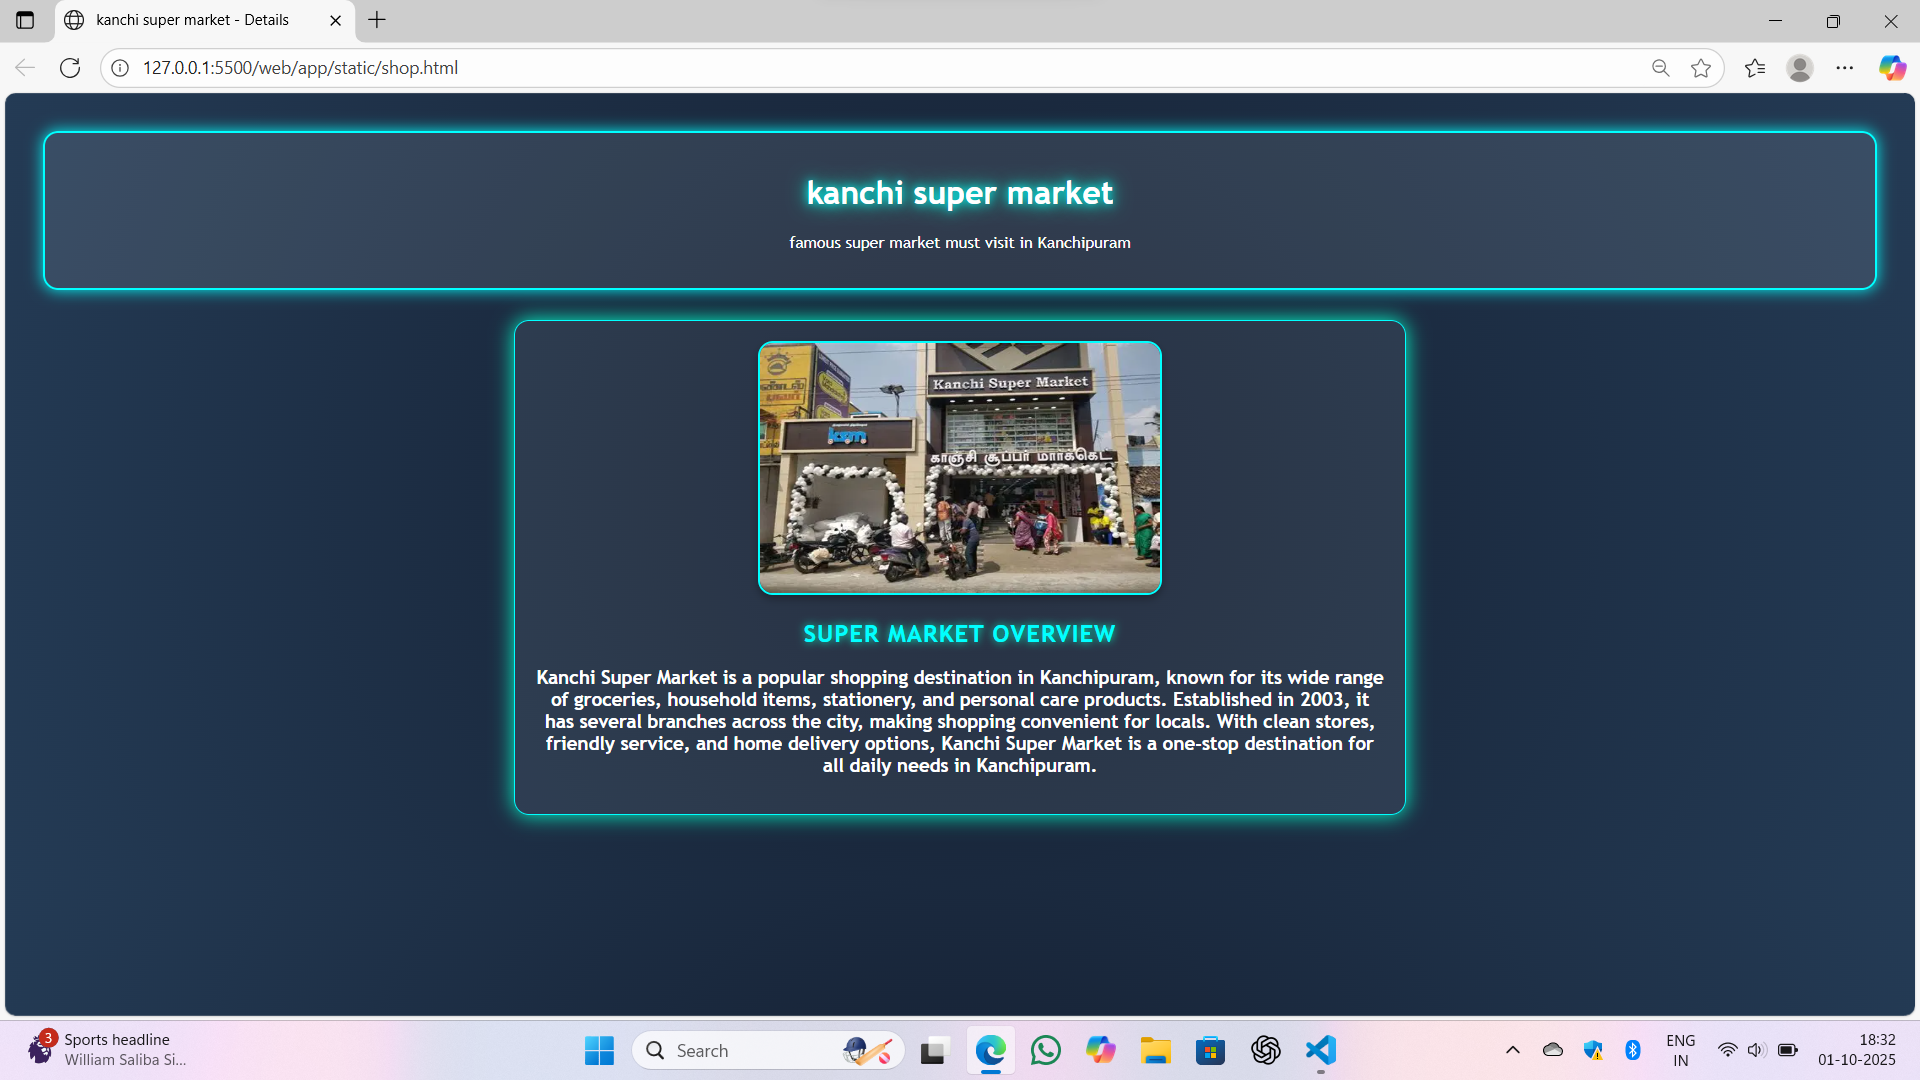 kanchi super market - Details
127.0.0.1:5500/web/app/static/shop.html
kanchi super market
famous super market must visit in Kanchipuram
Kanchi Super Market
ksm
காஞ்சி சூப்பர் மார்க்கெட்
SUPER MARKET OVERVIEW
Kanchi Super Market is a popular shopping destination in Kanchipuram, known for its wide range
of groceries, household items, stationery, and personal care products. Established in 2003, it
has several branches across the city, making shopping convenient for locals. With clean stores,
friendly service, and home delivery options, Kanchi Super Market is a one-stop destination for
all daily needs in Kanchipuram.
3
Sports headline
William Saliba Si...
Search
ENG
IN
18:32
01-10-2025